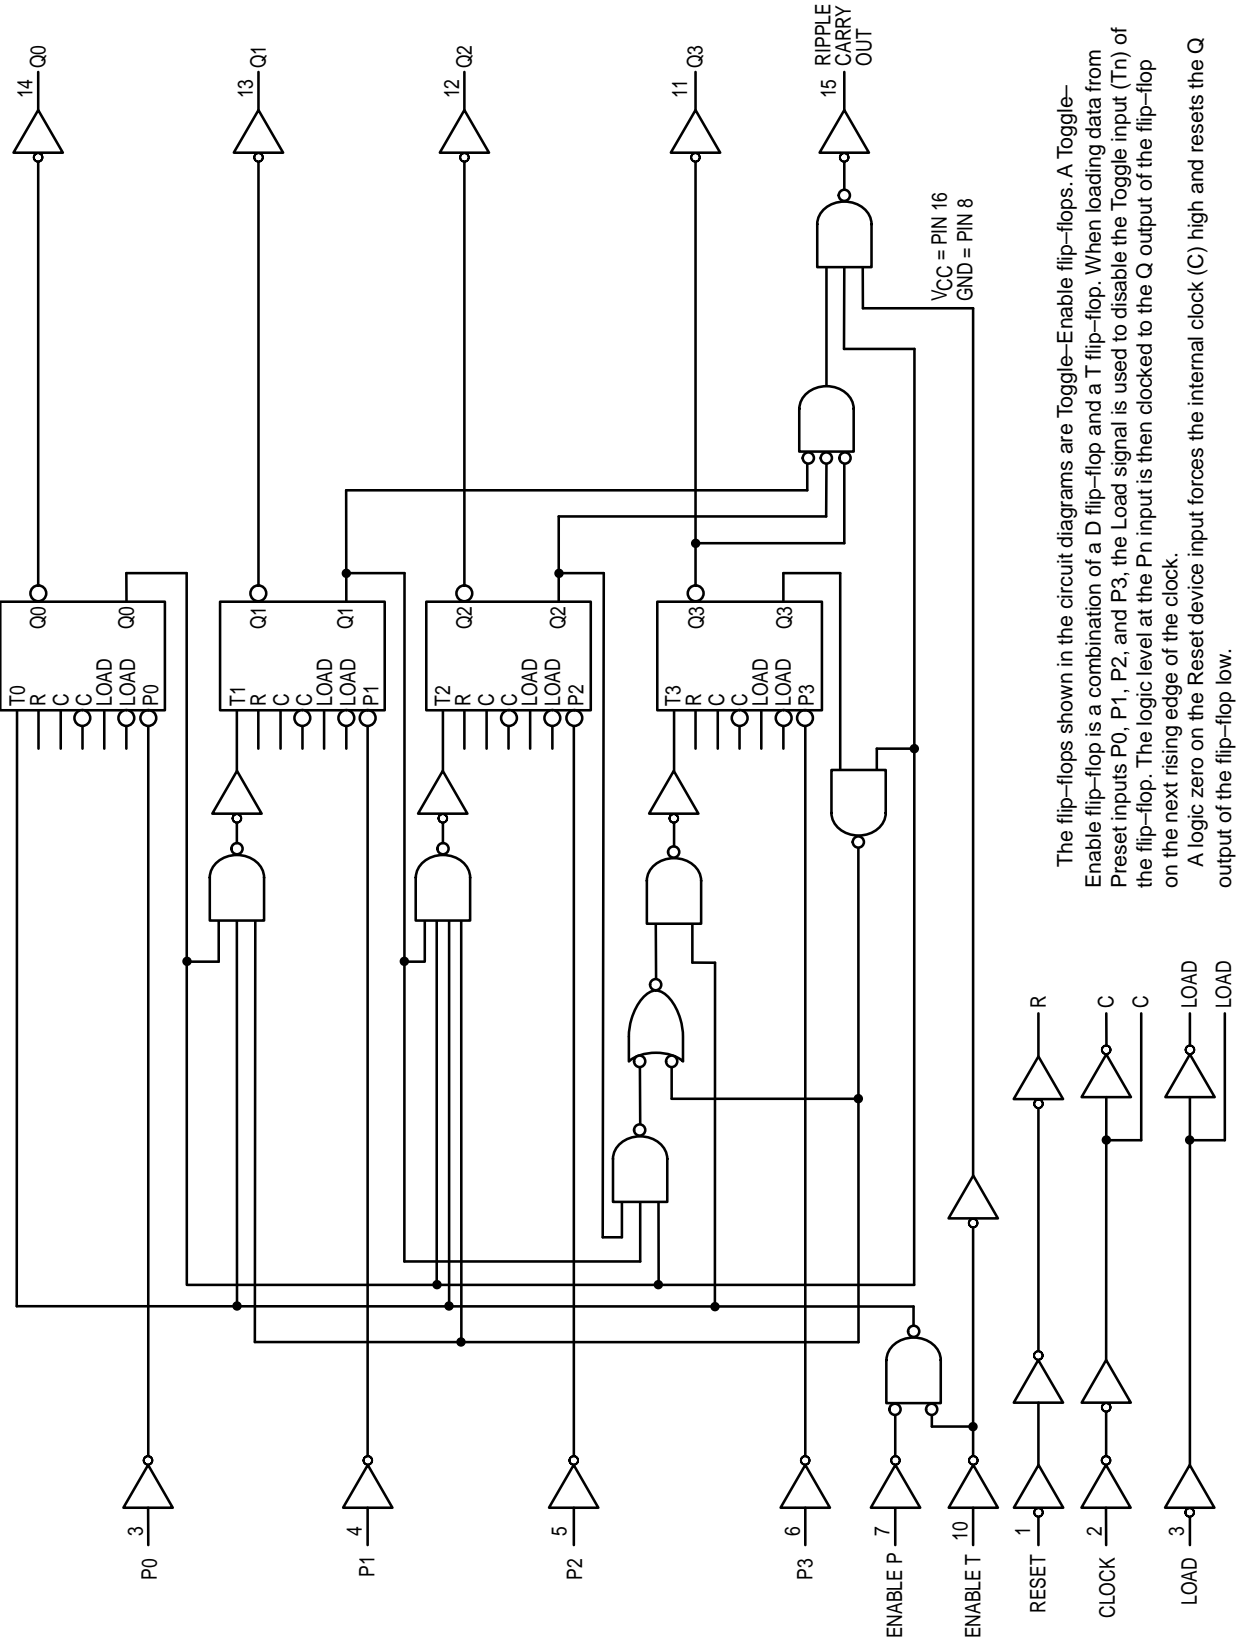 P0
3
T0
R
C
C
LOAD
LOAD
P0
Q0
Q0
14
Q0
P1
4
T1
R
C
C
LOAD
LOAD
P1
Q1
Q1
13
Q1
P2
5
T2
R
C
C
LOAD
LOAD
P2
Q2
Q2
12
Q2
P3
6
T3
R
C
C
LOAD
LOAD
P3
Q3
Q3
11
Q3
15
RIPPLE
CARRY
OUT
ENABLE P
7
ENABLE T
10
VCC = PIN 16
GND = PIN 8
RESET
1
R
CLOCK
2
C
C
LOAD
3
LOAD
LOAD
The flip–flops shown in the circuit diagrams are Toggle–Enable flip–flops. A Toggle–
Enable flip–flop is a combination of a D flip–flop and a T flip–flop. When loading data from
Preset inputs P0, P1, P2, and P3, the Load signal is used to disable the Toggle input (Tn) of
the flip–flop. The logic level at the Pn input is then clocked to the Q output of the flip–flop
on the next rising edge of the clock.
A logic zero on the Reset device input forces the internal clock (C) high and resets the Q
output of the flip–flop low.